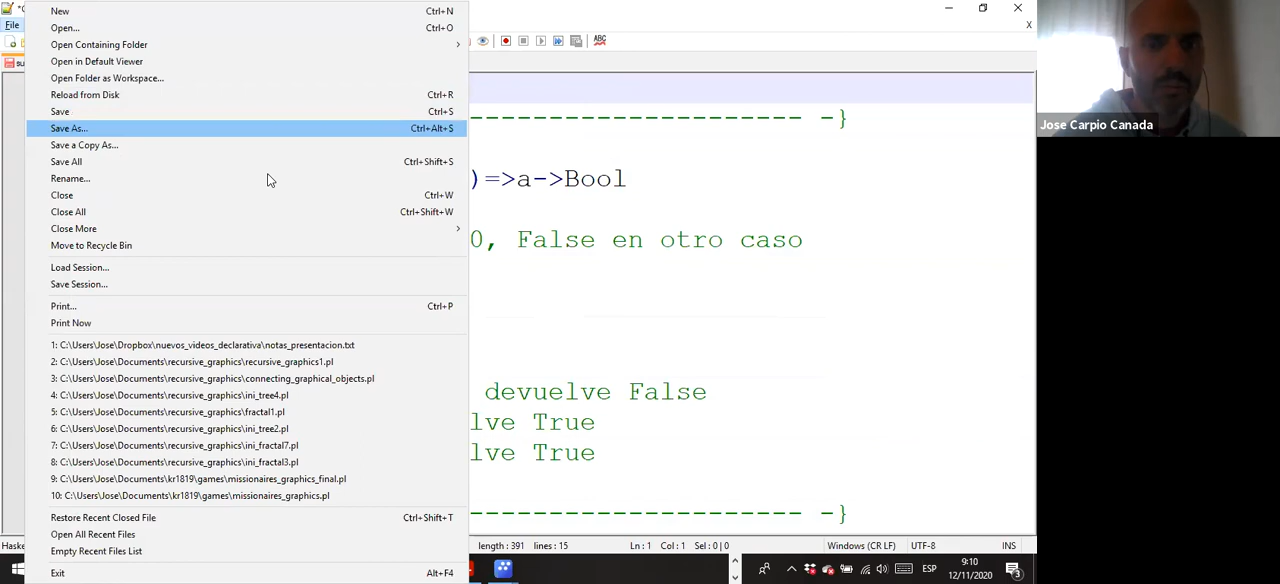 File
New Ctrl+N
Open... Ctrl+O
Open Containing Folder
Open in Default Viewer
Open Folder as Workspace...
Reload from Disk Ctrl+R
Save Ctrl+S
Save As... Ctrl+Alt+S
Save a Copy As...
Save All Ctrl+Shift+S
Rename...
Close Ctrl+W
Close All Ctrl+Shift+W
Close More
Move to Recycle Bin
Load Session...
Save Session...
Print... Ctrl+P
Print Now
1: C:\Users\Jose\Dropbox\nuevos_videos_declarativa\notas_presentacion.txt
2: C:\Users\Jose\Documents\recursive_graphics\recursive_graphics1.pl
3: C:\Users\Jose\Documents\recursive_graphics\connecting_graphical_objects.pl
4: C:\Users\Jose\Documents\recursive_graphics\ini_tree4.pl
5: C:\Users\Jose\Documents\recursive_graphics\fractal1.pl
6: C:\Users\Jose\Documents\recursive_graphics\ini_tree2.pl
7: C:\Users\Jose\Documents\recursive_graphics\ini_fractal7.pl
8: C:\Users\Jose\Documents\recursive_graphics\ini_fractal3.pl
9: C:\Users\Jose\Documents\kr1819\games\missionaires_graphics_final.pl
10: C:\Users\Jose\Documents\kr1819\games\missionaires_graphics.pl
Restore Recent Closed File Ctrl+Shift+T
Open All Recent Files
Empty Recent Files List
Exit Alt+F4
ABC
X
--------------------- -}
)=>a->Bool
0, False en otro caso
devuelve False
lve True
lve True
--------------------- -}
Jose Carpio Canada
Haske
length : 391 lines : 15
Ln : 1 Col : 1 Sel : 0 | 0
Windows (CR LF)
UTF-8
INS
ESP
9:10
12/11/2020
3